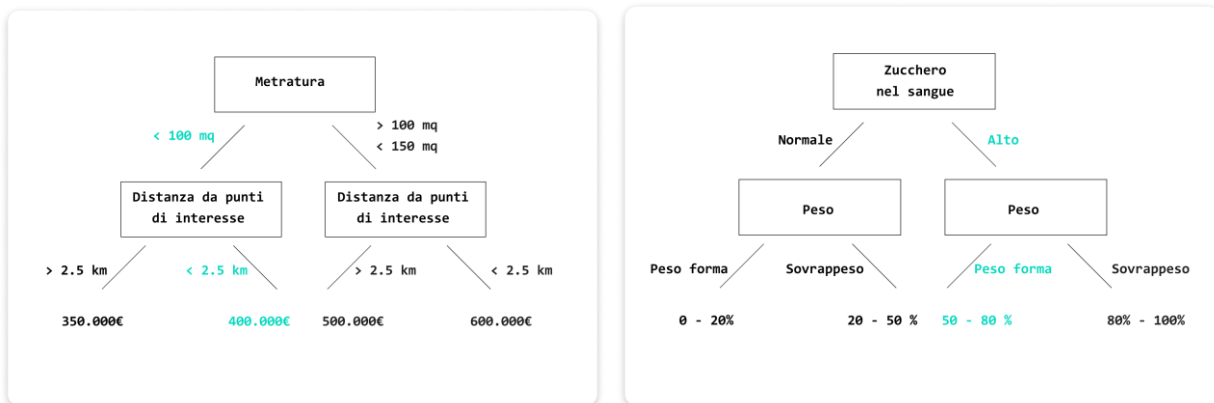 Metratura
< 100 mq
> 100 mq
< 150 mq
Distanza da punti
di interesse
Distanza da punti
di interesse
> 2.5 km
< 2.5 km
> 2.5 km
< 2.5 km
350.000€
400.000€
500.000€
600.000€
Zucchero
nel sangue
Normale
Alto
Peso
Peso
Peso forma
Sovrappeso
Peso forma
Sovrappeso
0 - 20%
20 - 50 %
50 - 80 %
80% - 100%